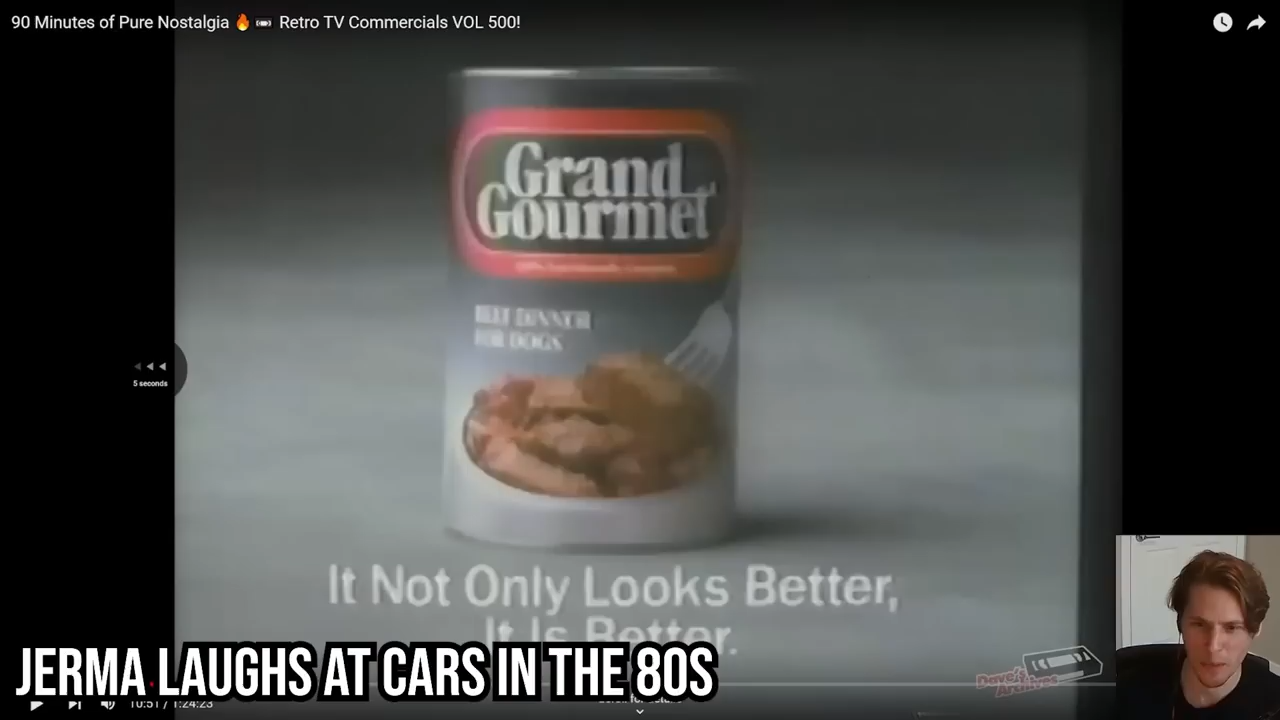 90 Minutes of Pure Nostalgia 🔥📼 Retro TV Commercials VOL 500!
Grand
Gourmet
BEEF DINNER
FOR DOGS
5 seconds
It Not Only Looks Better,
It Is Better.
JERMA LAUGHS AT CARS IN THE 80S
Dave's
Archives
10:51 / 1:24:23